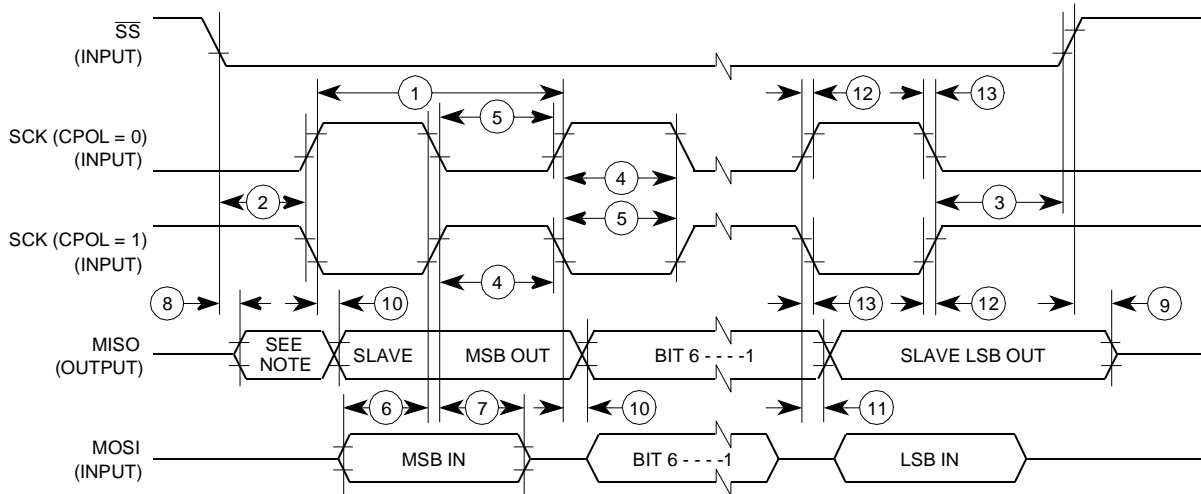 SS
(INPUT)
1
12
13
5
SCK (CPOL = 0)
(INPUT)
2
4
3
5
SCK (CPOL = 1)
(INPUT)
4
8
10
13
12
9
MISO
(OUTPUT)
SEE
NOTE
SLAVE
MSB OUT
BIT 6 - - - - 1
SLAVE LSB OUT
6
7
10
11
MOSI
(INPUT)
MSB IN
BIT 6 - - - - 1
LSB IN